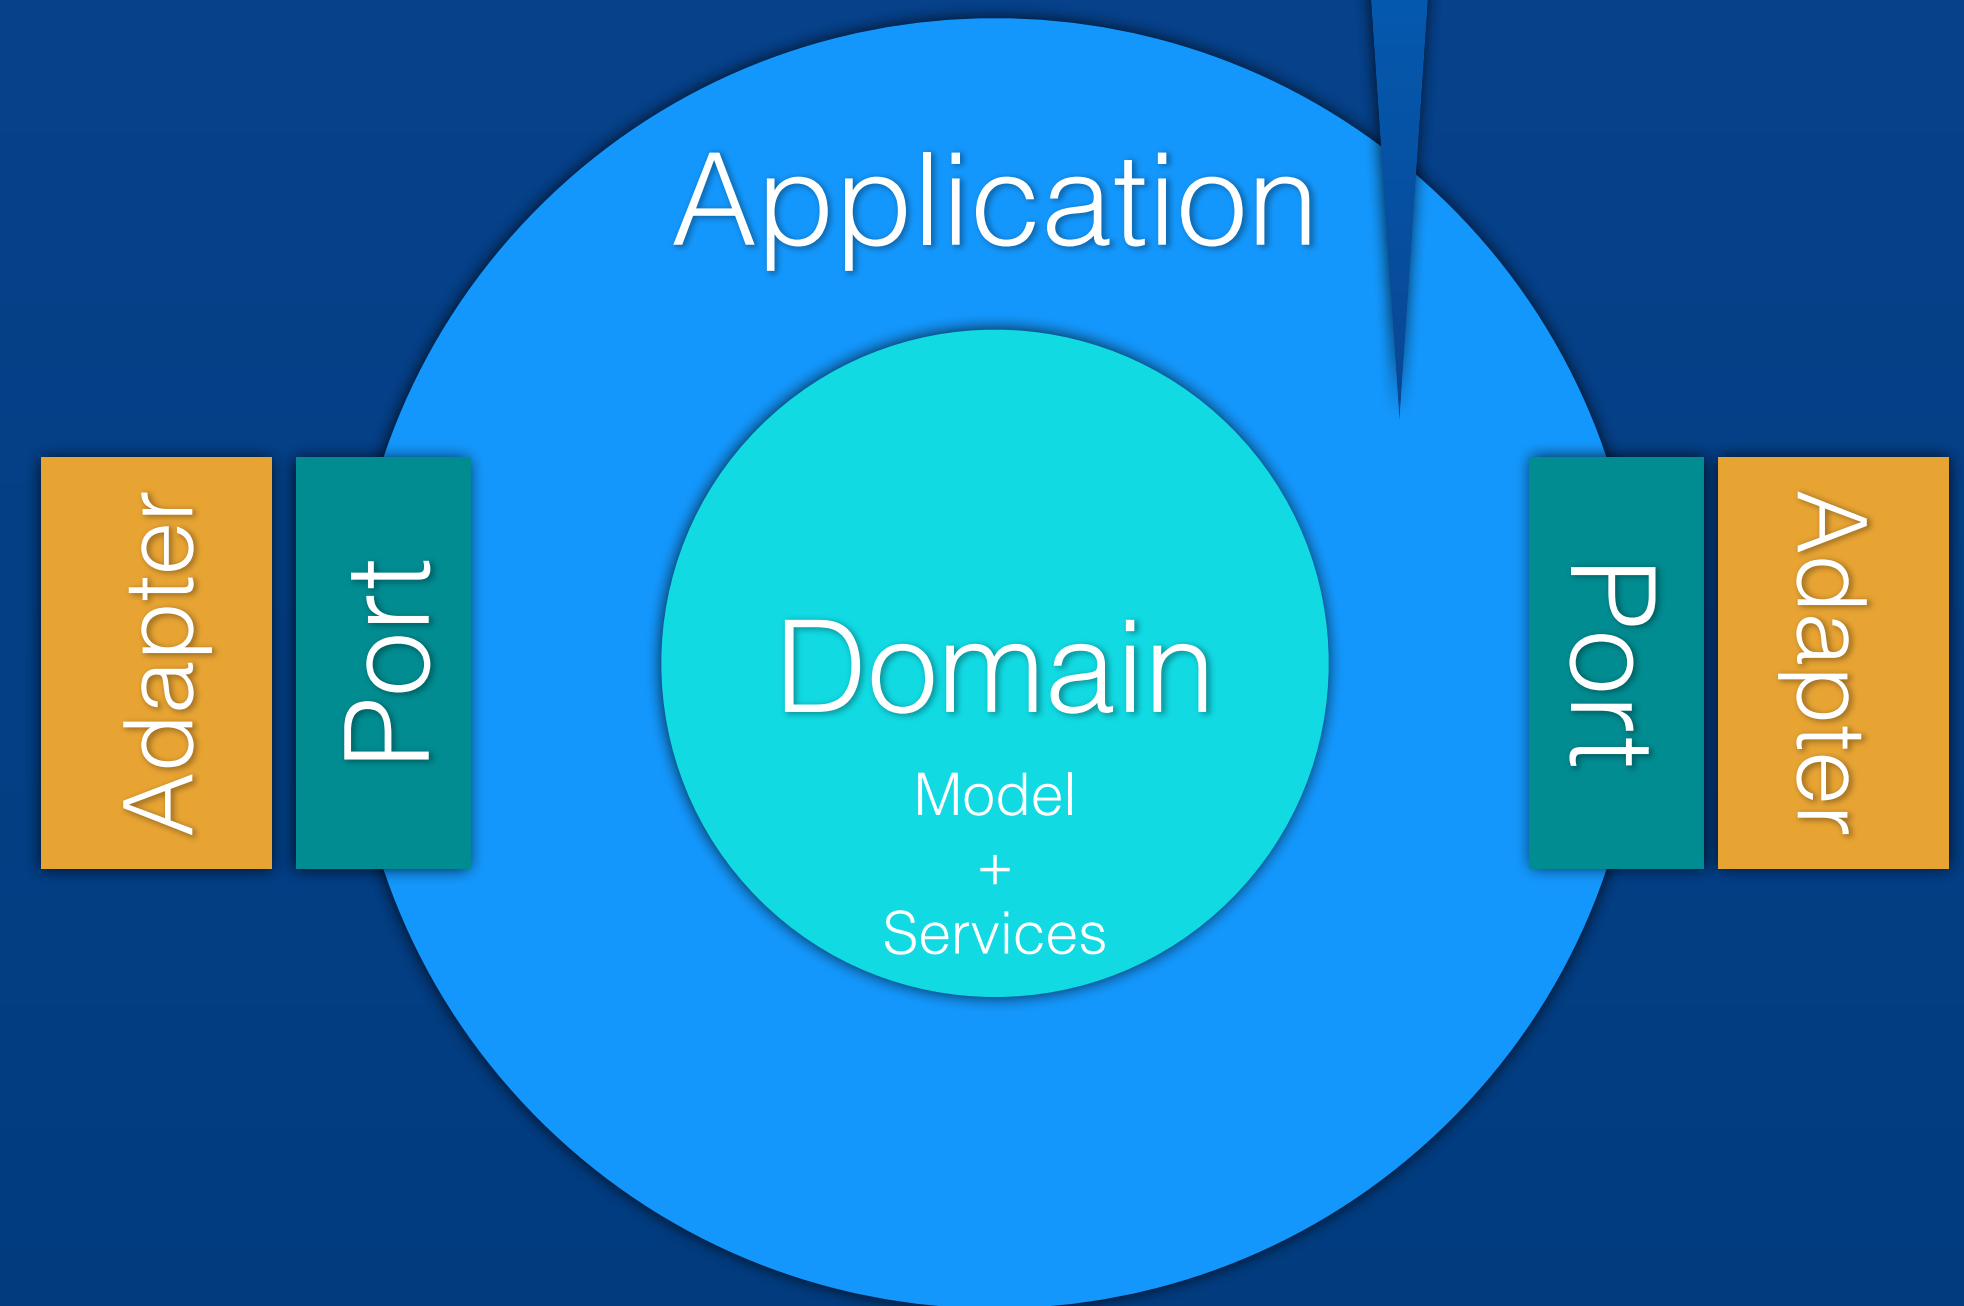 Application
Adapter
Port
Domain
Model
+
Services
Port
Adapter